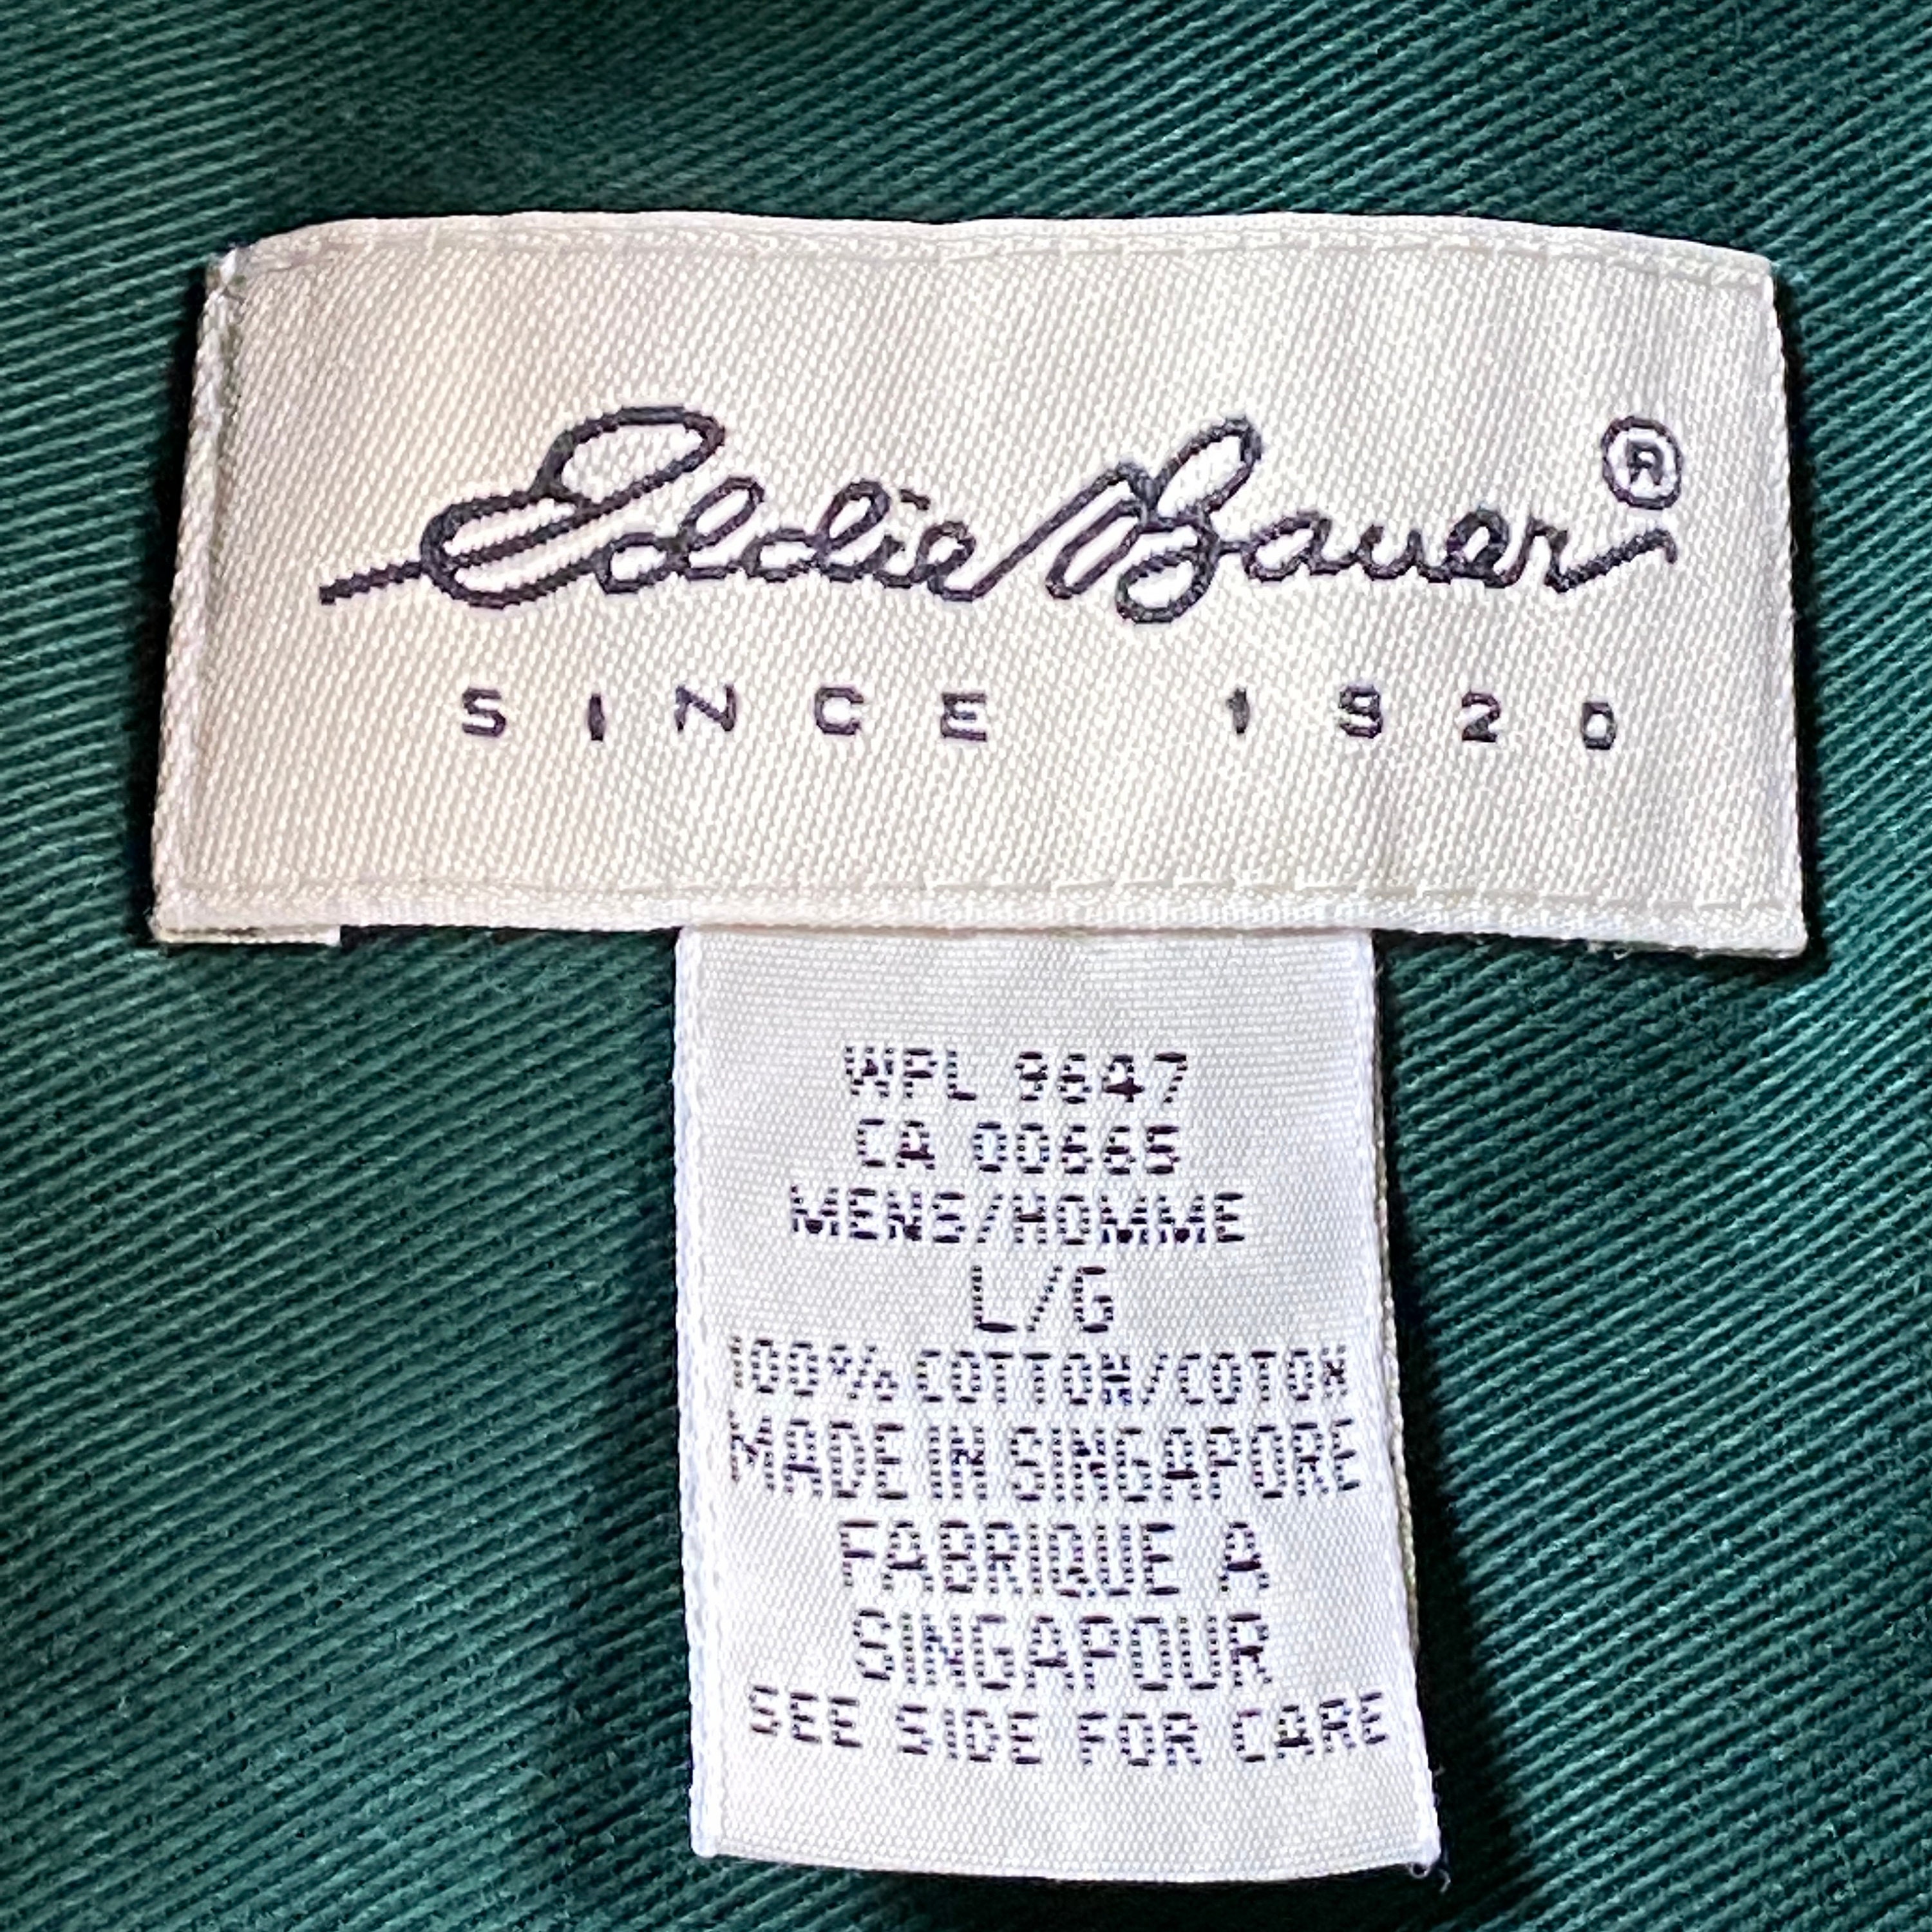 Eddie Bauer®
SINCE 1920
WPL 9647
CA 00665
MENS/HOMME
L/G
100% COTTON/COTON
MADE IN SINGAPORE
FABRIQUE A
SINGAPOUR
SEE SIDE FOR CARE